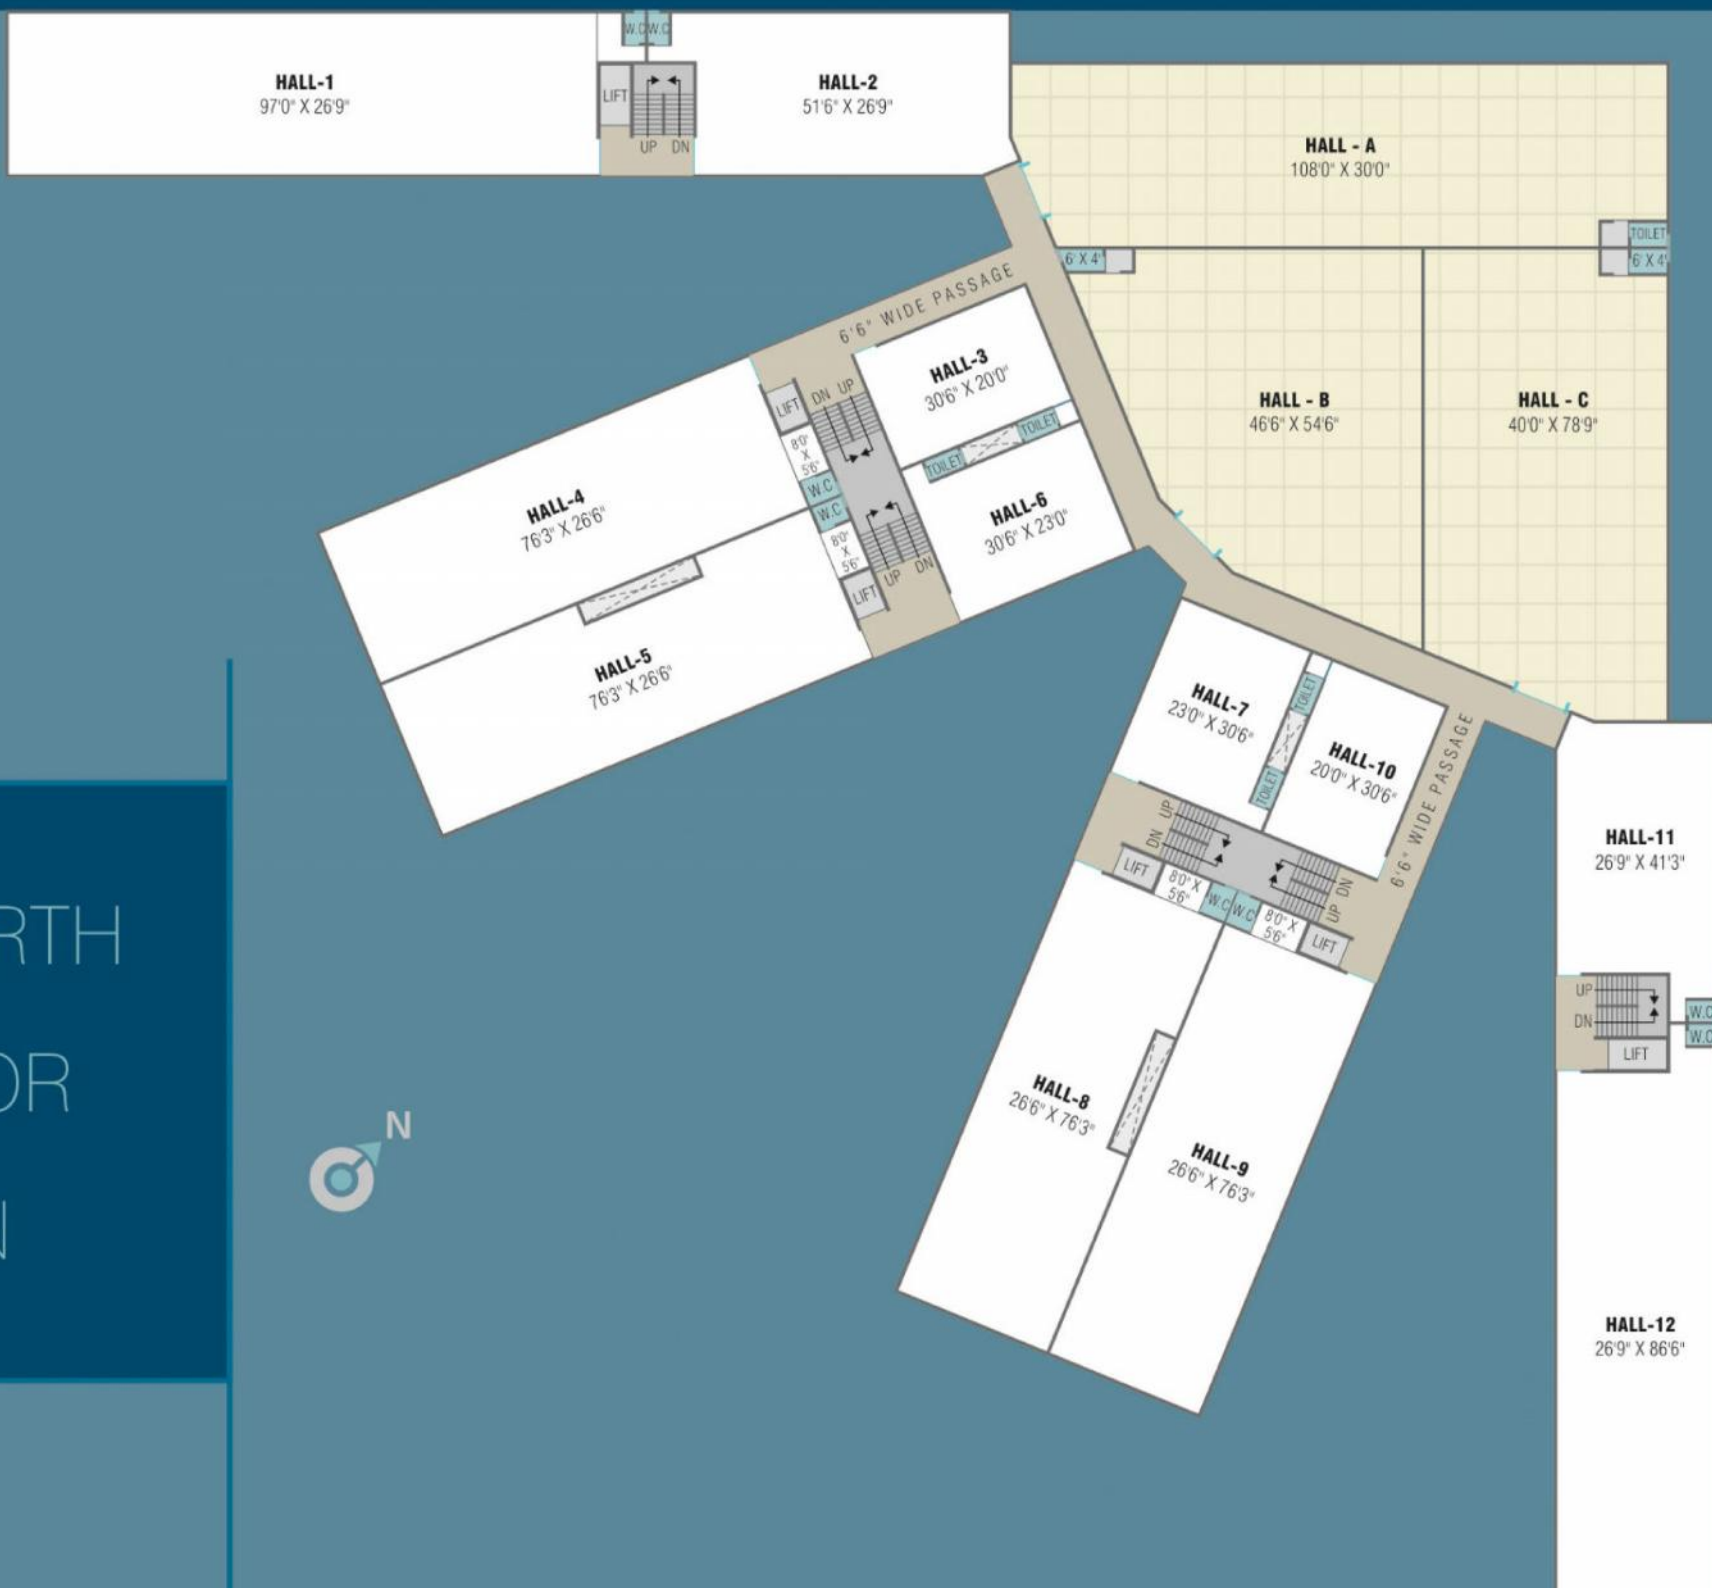 W.C W.C
HALL-1
97'0" X 26'9"
LIFT
UP DN
HALL-2
51'6" X 26'9"
HALL - A
108'0" X 30'0"
TOILET
6' X 4'
6' X 4'
HALL - B
46'6" X 54'6"
HALL - C
40'0" X 78'9"
6'6" WIDE PASSAGE
HALL-3
30'6" X 20'0"
DN UP
LIFT
8'0"
X
5'6"
W.C
W.C
8'0"
X
5'6"
LIFT
UP DN
TOILET
TOILET
HALL-4
76'3" X 26'6"
HALL-6
30'6" X 23'0"
HALL-5
76'3" X 26'6"
HALL-7
23'0" X 30'6"
TOILET
TOILET
HALL-10
20'0" X 30'6"
6'6" WIDE PASSAGE
UP
DN
LIFT
8'0" X
5'6"
W.C
W.C
8'0" X
5'6"
LIFT
DN
UP
HALL-11
26'9" X 41'3"
UP
DN
LIFT
W.C
W.C
HALL-8
26'6" X 76'3"
HALL-9
26'6" X 76'3"
HALL-12
26'9" X 86'6"
RTH
OR
N
N